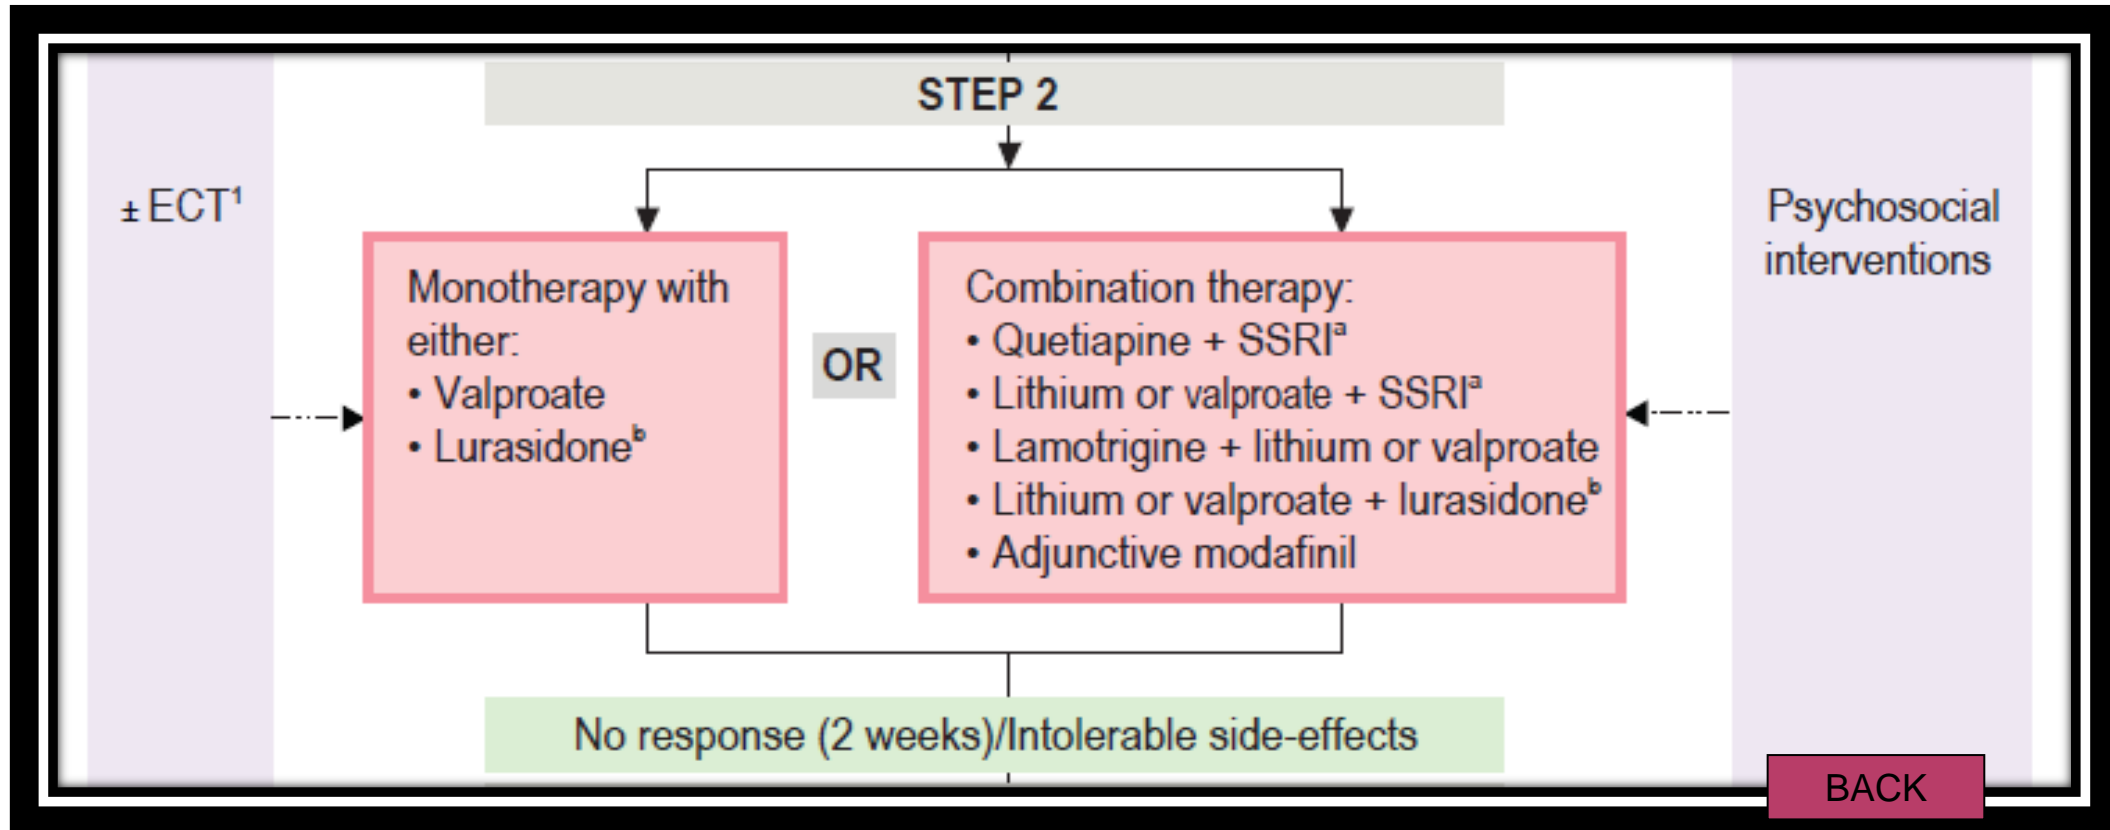 STEP 2
± ECT¹
Monotherapy with
either:
• Valproate
• Lurasidoneᵇ
OR
Combination therapy:
• Quetiapine + SSRIᵃ
• Lithium or valproate + SSRIᵃ
• Lamotrigine + lithium or valproate
• Lithium or valproate + lurasidoneᵇ
• Adjunctive modafinil
Psychosocial
interventions
No response (2 weeks)/Intolerable side-effects
BACK